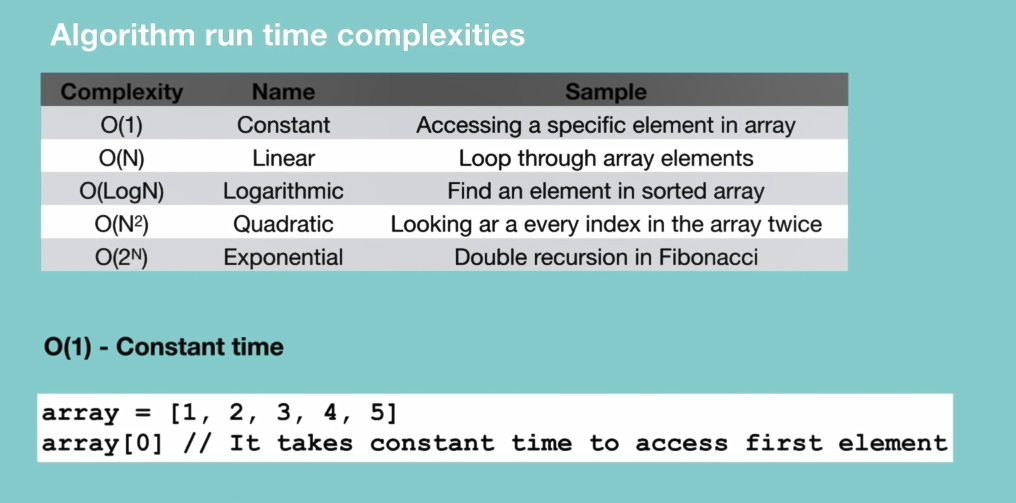 Algorithm run time complexities
Complexity Name Sample
O(1) Constant Accessing a specific element in array
O(N) Linear Loop through array elements
O(LogN) Logarithmic Find an element in sorted array
O(N²) Quadratic Looking ar a every index in the array twice
O(2ᴺ) Exponential Double recursion in Fibonacci
O(1) - Constant time
array = [1, 2, 3, 4, 5]
array[0] // It takes constant time to access first element